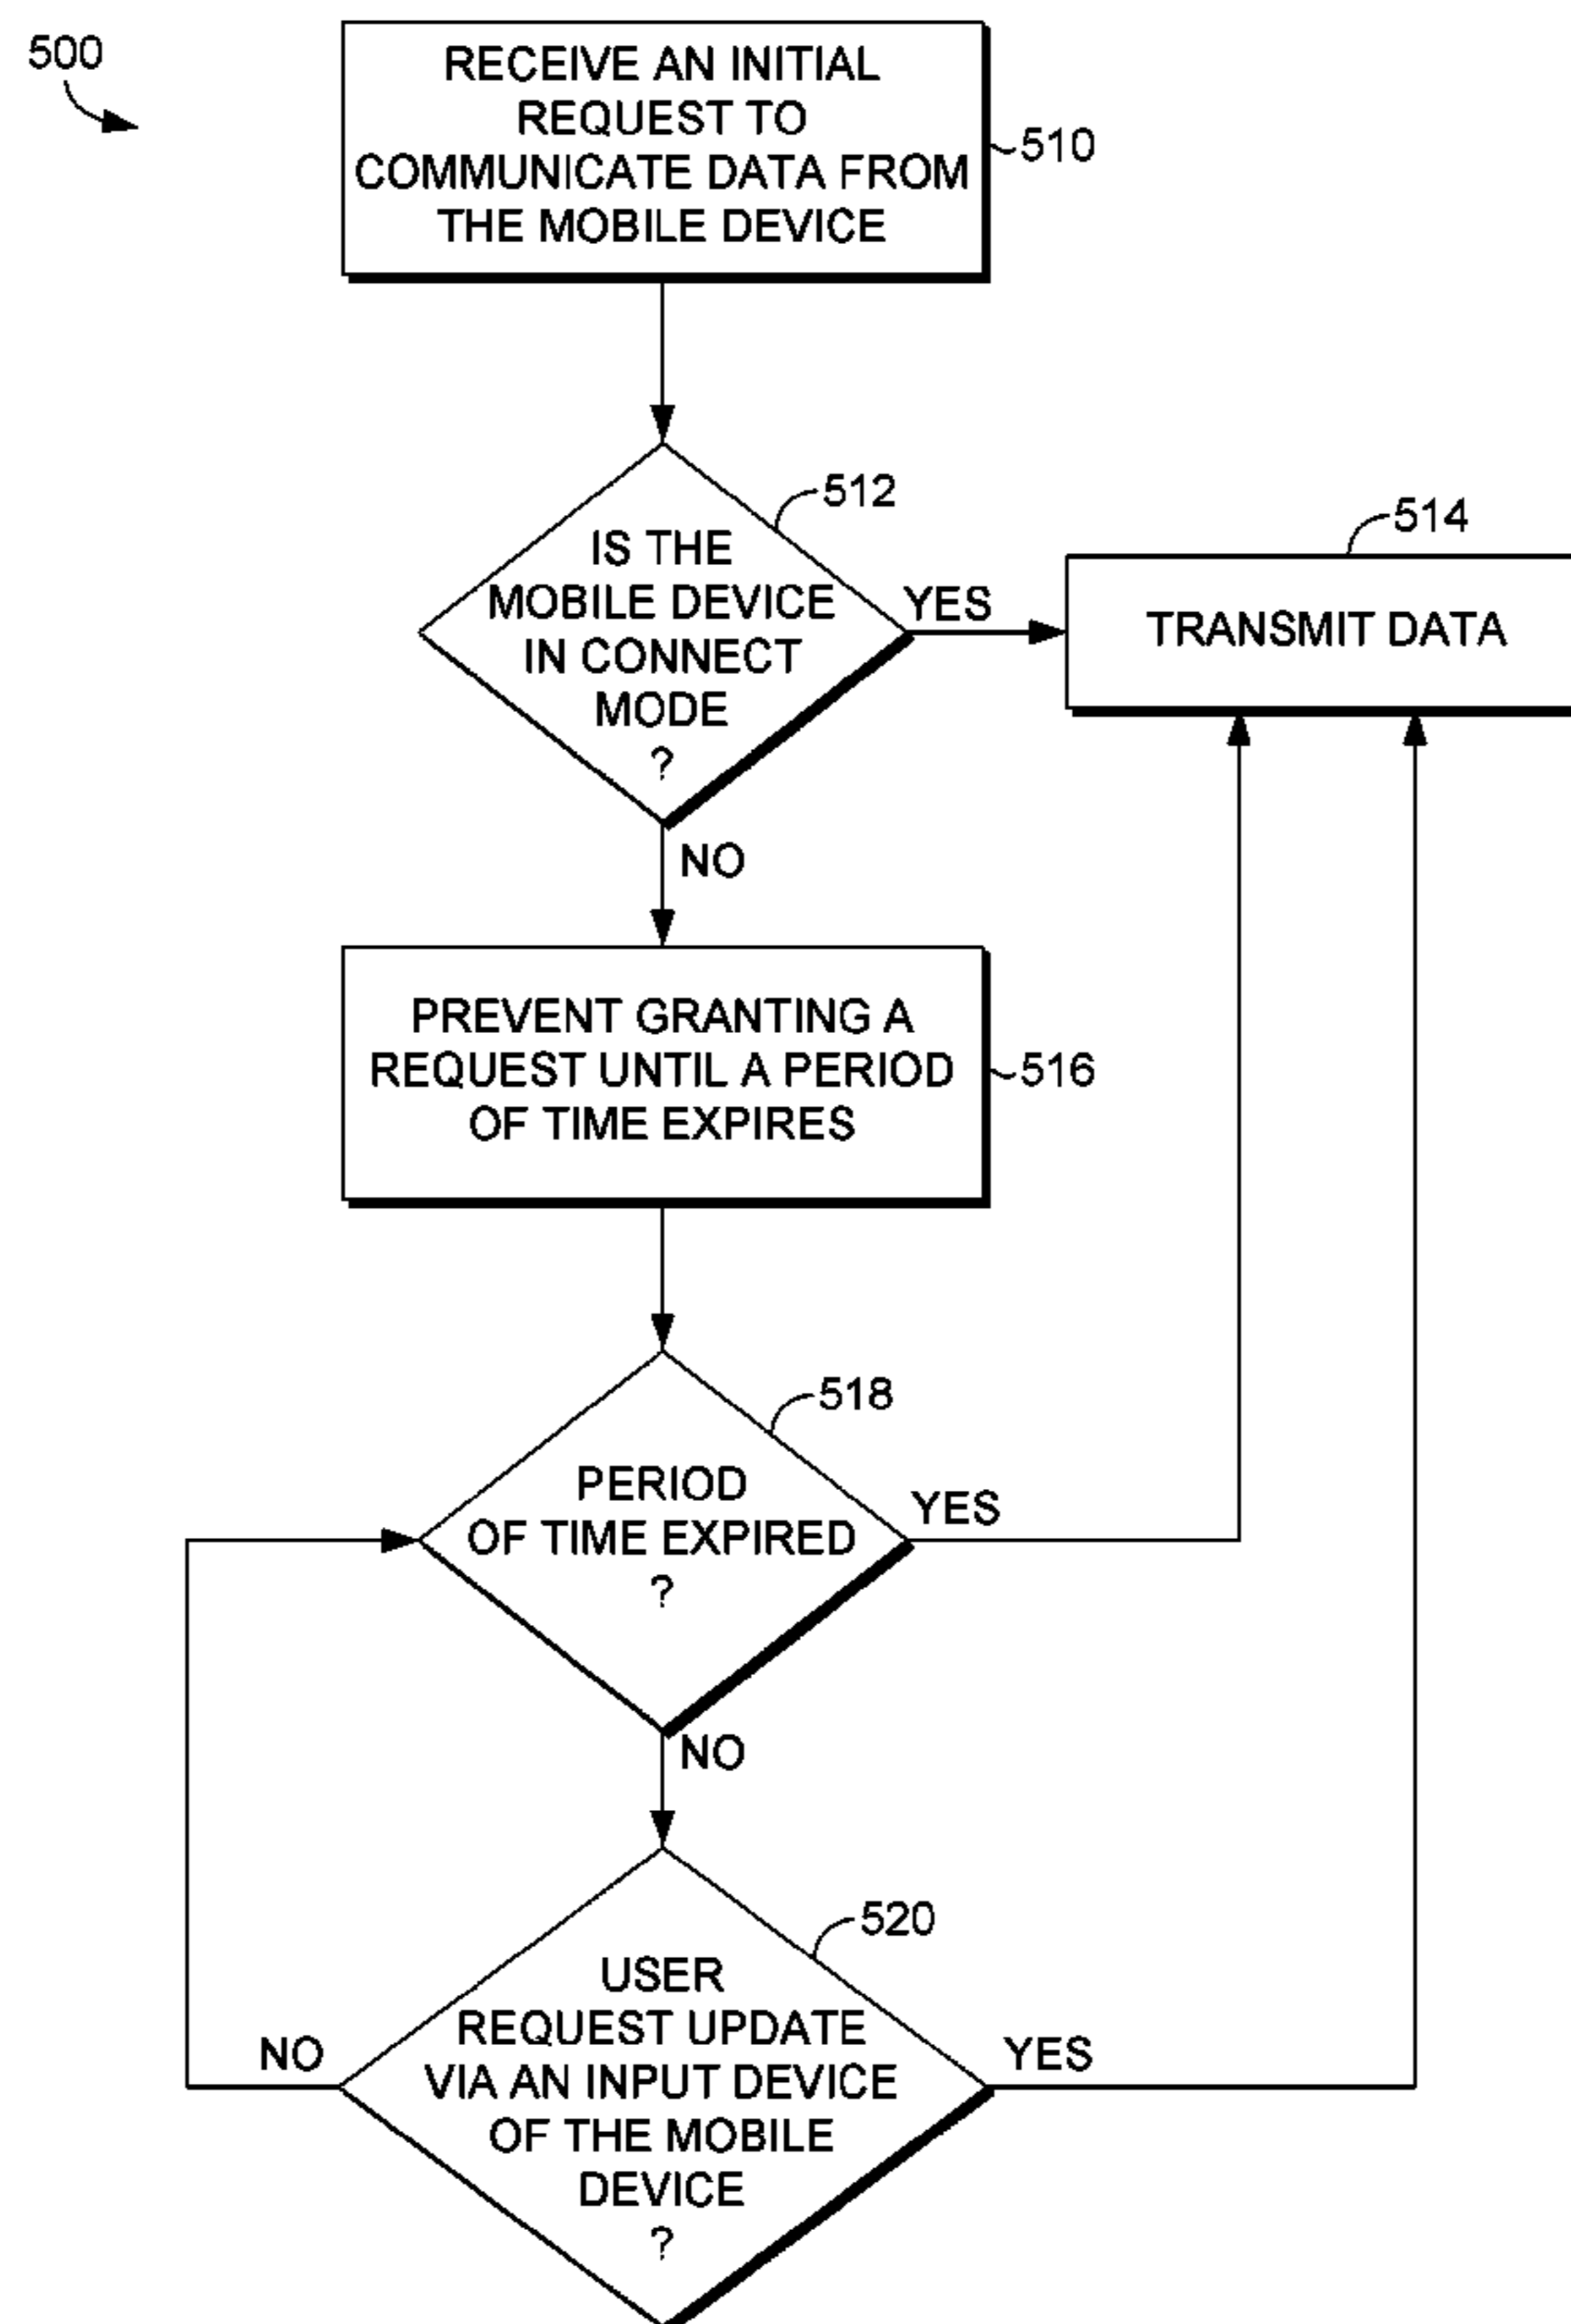 500
RECEIVE AN INITIAL
REQUEST TO
COMMUNICATE DATA FROM
THE MOBILE DEVICE
510
512
IS THE
MOBILE DEVICE
IN CONNECT
MODE
?
YES
514
TRANSMIT DATA
NO
PREVENT GRANTING A
REQUEST UNTIL A PERIOD
OF TIME EXPIRES
516
518
PERIOD
OF TIME EXPIRED
?
YES
NO
520
USER
REQUEST UPDATE
VIA AN INPUT DEVICE
OF THE MOBILE
DEVICE
?
NO
YES